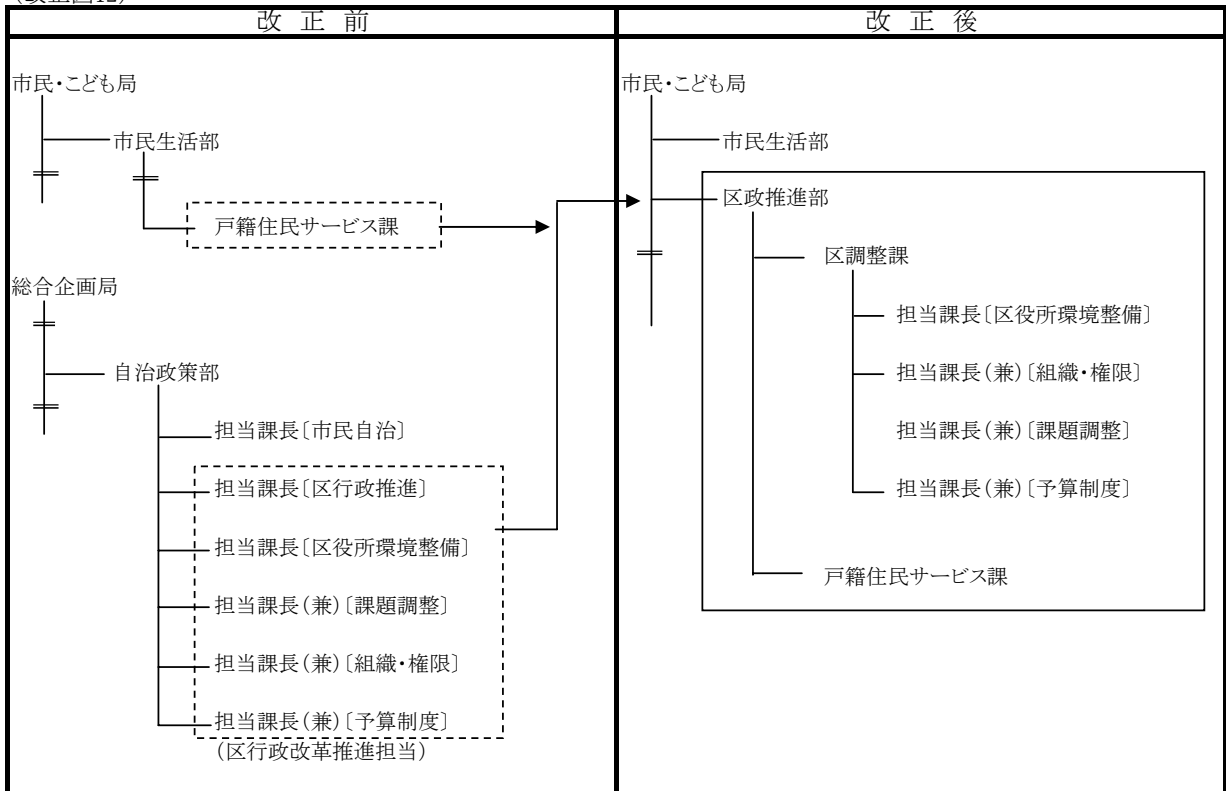 改 正 前
市民・こども局
市民生活部
戸籍住民サービス課
総合企画局
自治政策部
担当課長〔市民自治〕
担当課長〔区行政推進〕
担当課長〔区役所環境整備〕
担当課長(兼)〔課題調整〕
担当課長(兼)〔組織・権限〕
担当課長(兼)〔予算制度〕
(区行政改革推進担当)
改 正 後
市民・こども局
市民生活部
区政推進部
区調整課
担当課長〔区役所環境整備〕
担当課長(兼)〔組織・権限〕
担当課長(兼)〔課題調整〕
担当課長(兼)〔予算制度〕
戸籍住民サービス課